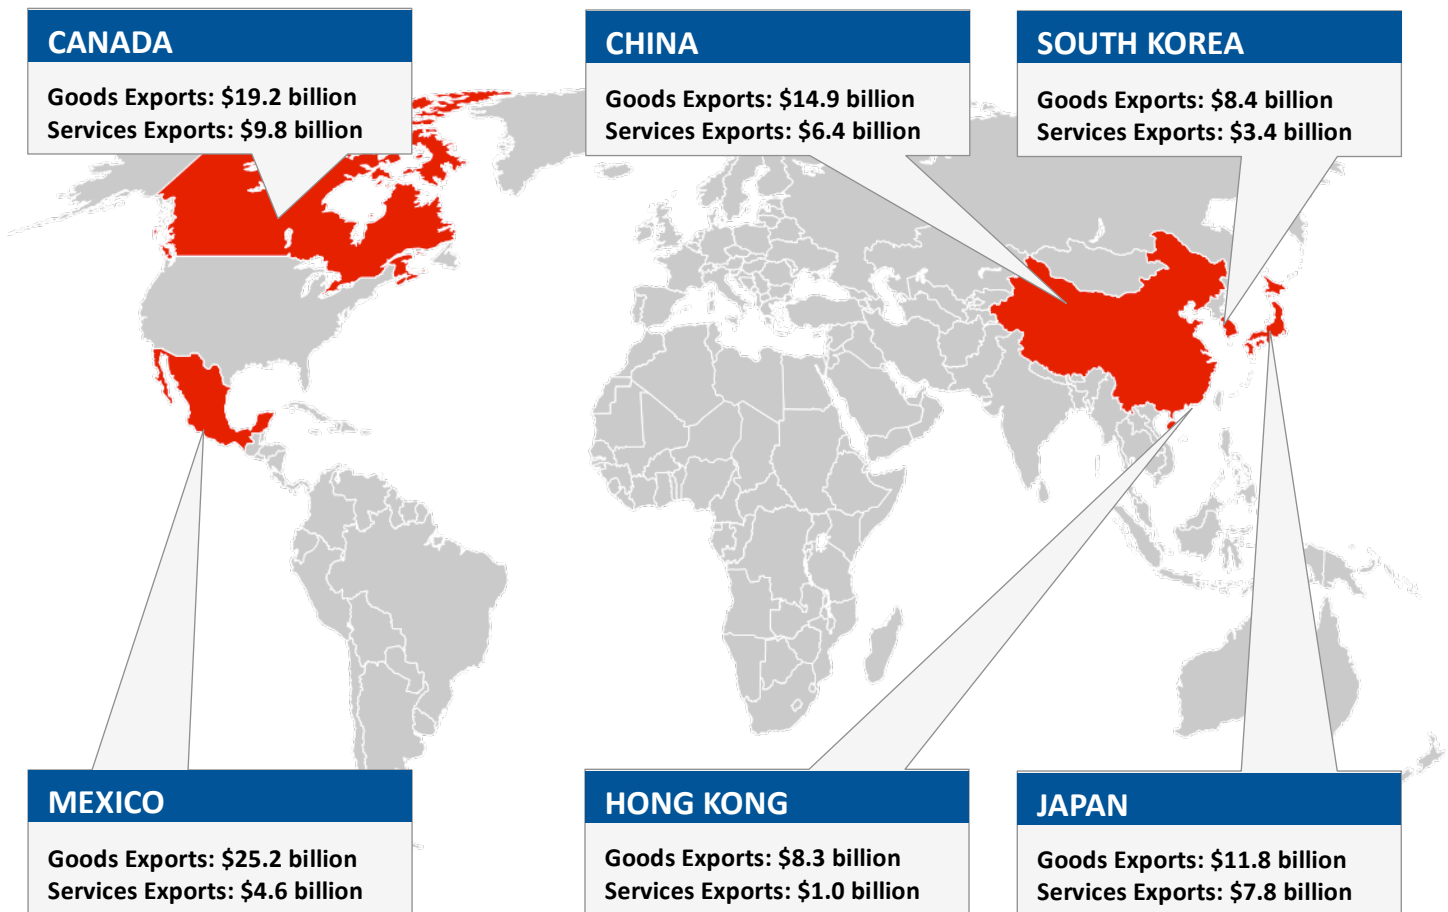 CANADA
Goods Exports: $19.2 billion
Services Exports: $9.8 billion
CHINA
Goods Exports: $14.9 billion
Services Exports: $6.4 billion
SOUTH KOREA
Goods Exports: $8.4 billion
Services Exports: $3.4 billion
MEXICO
Goods Exports: $25.2 billion
Services Exports: $4.6 billion
HONG KONG
Goods Exports: $8.3 billion
Services Exports: $1.0 billion
JAPAN
Goods Exports: $11.8 billion
Services Exports: $7.8 billion